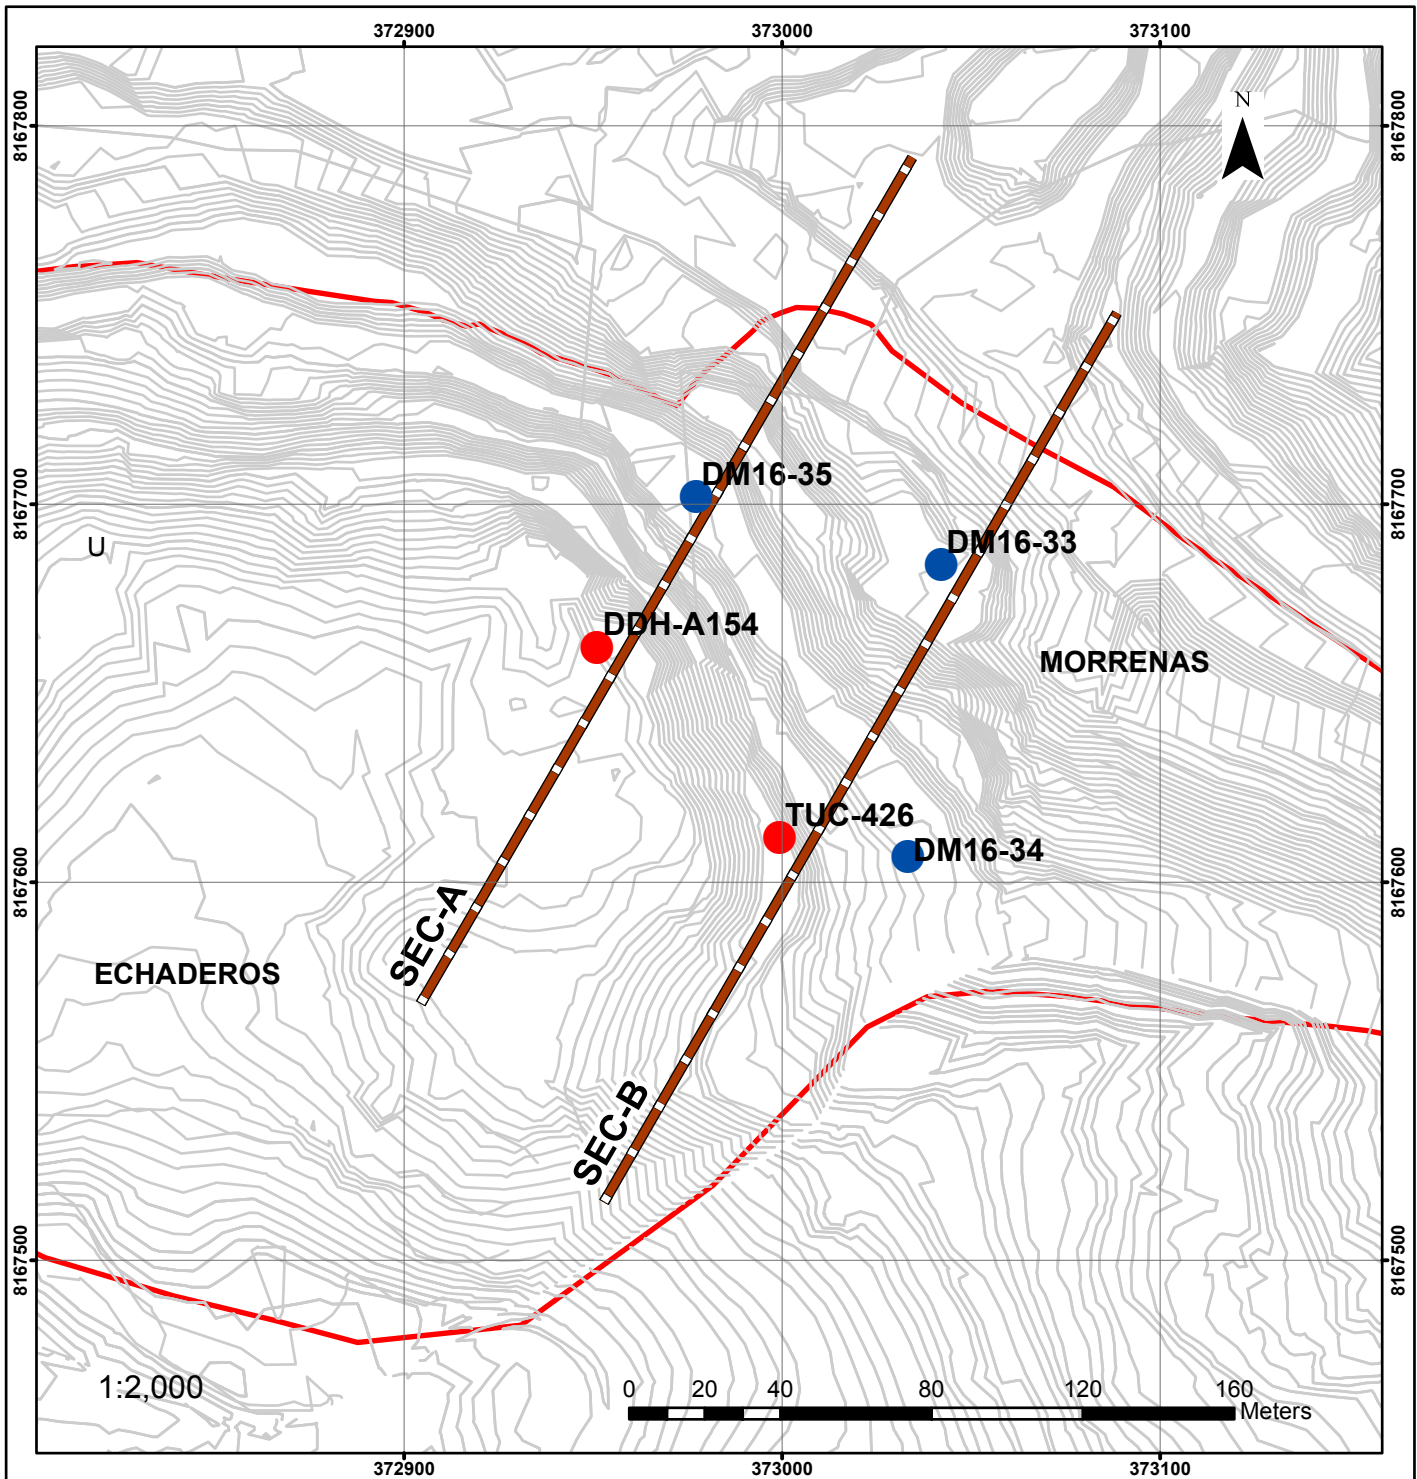 372900
373000
373100
N
8167800
8167800
DM16-35
8167700
8167700
DM16-33
U
DDH-A154
MORRENAS
TUC-426
DM16-34
8167600
8167600
SEC-A
ECHADEROS
SEC-B
8167500
8167500
1:2,000
0 20 40 80 120 160
Meters
372900
373000
373100